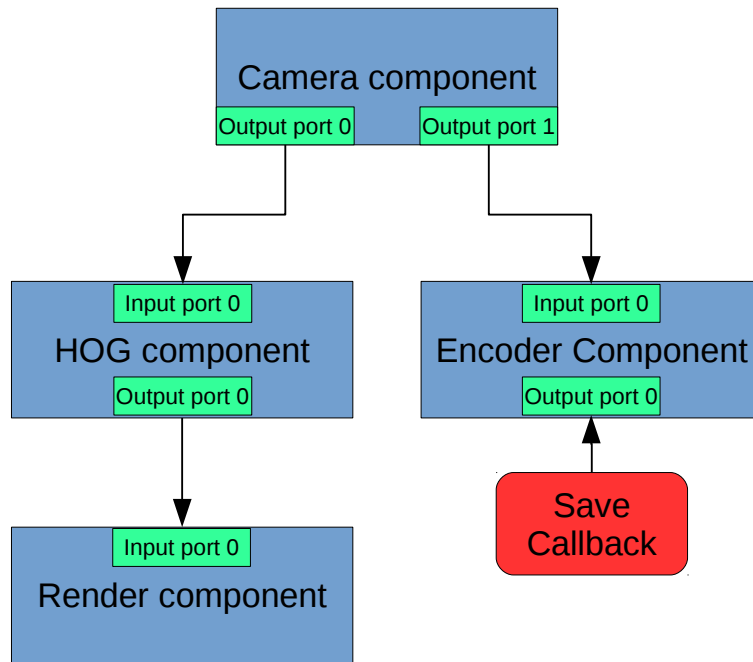 Camera component
Output port 0
Output port 1
Input port 0
HOG component
Output port 0
Input port 0
Encoder Component
Output port 0
Input port 0
Render component
Save
Callback